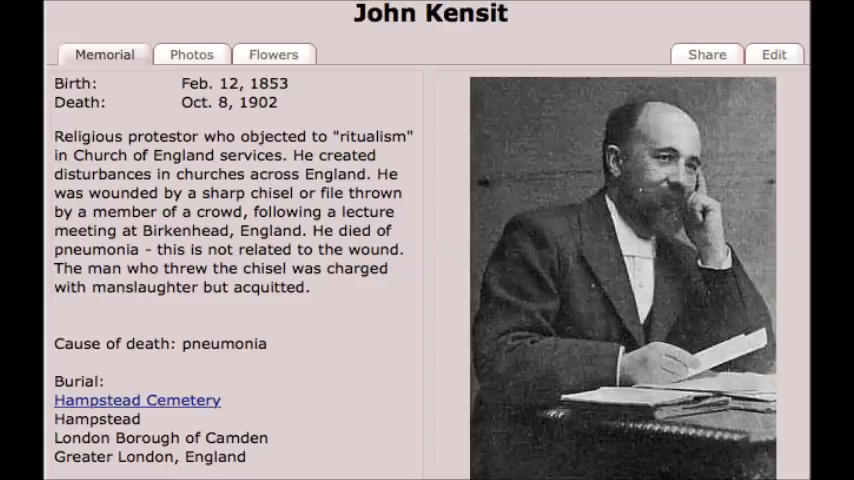 John Kensit
Memorial
Photos
Flowers
Share
Edit
Birth: Feb. 12, 1853
Death: Oct. 8, 1902
Religious protestor who objected to "ritualism"
in Church of England services. He created
disturbances in churches across England. He
was wounded by a sharp chisel or file thrown
by a member of a crowd, following a lecture
meeting at Birkenhead, England. He died of
pneumonia - this is not related to the wound.
The man who threw the chisel was charged
with manslaughter but acquitted.
Cause of death: pneumonia
Burial:
Hampstead Cemetery
Hampstead
London Borough of Camden
Greater London, England